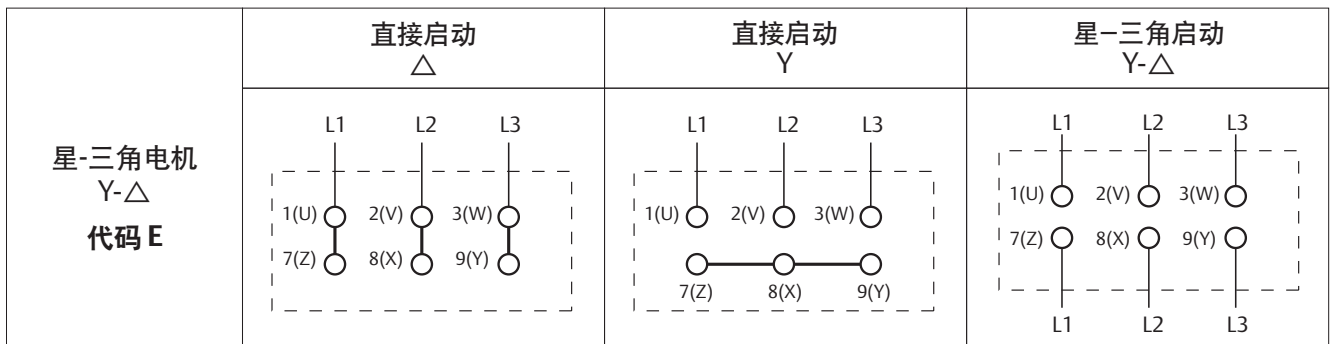 直接启动
△
直接启动
Y
星–三角启动
Y-△
星-三角电机
Y-△
代码 E
L1 L2 L3
1(U) 2(V) 3(W)
7(Z) 8(X) 9(Y)
L1 L2 L3
1(U) 2(V) 3(W)
7(Z) 8(X) 9(Y)
L1 L2 L3
1(U) 2(V) 3(W)
7(Z) 8(X) 9(Y)
L1 L2 L3